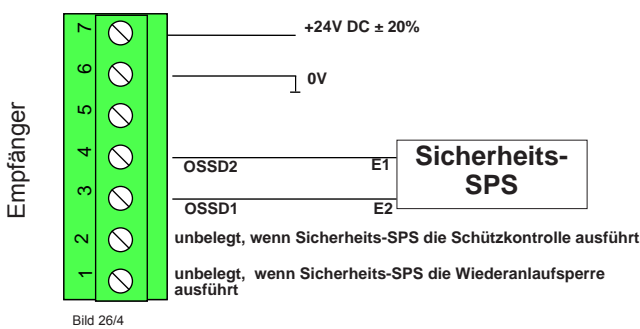 Empfänger
7
+24V DC ± 20%
6
0V
5
4
OSSD2
E1
Sicherheits-
SPS
3
OSSD1
E2
2
unbelegt, wenn Sicherheits-SPS die Schützkontrolle ausführt
1
unbelegt, wenn Sicherheits-SPS die Wiederanlaufsperre
ausführt
Bild 26/4